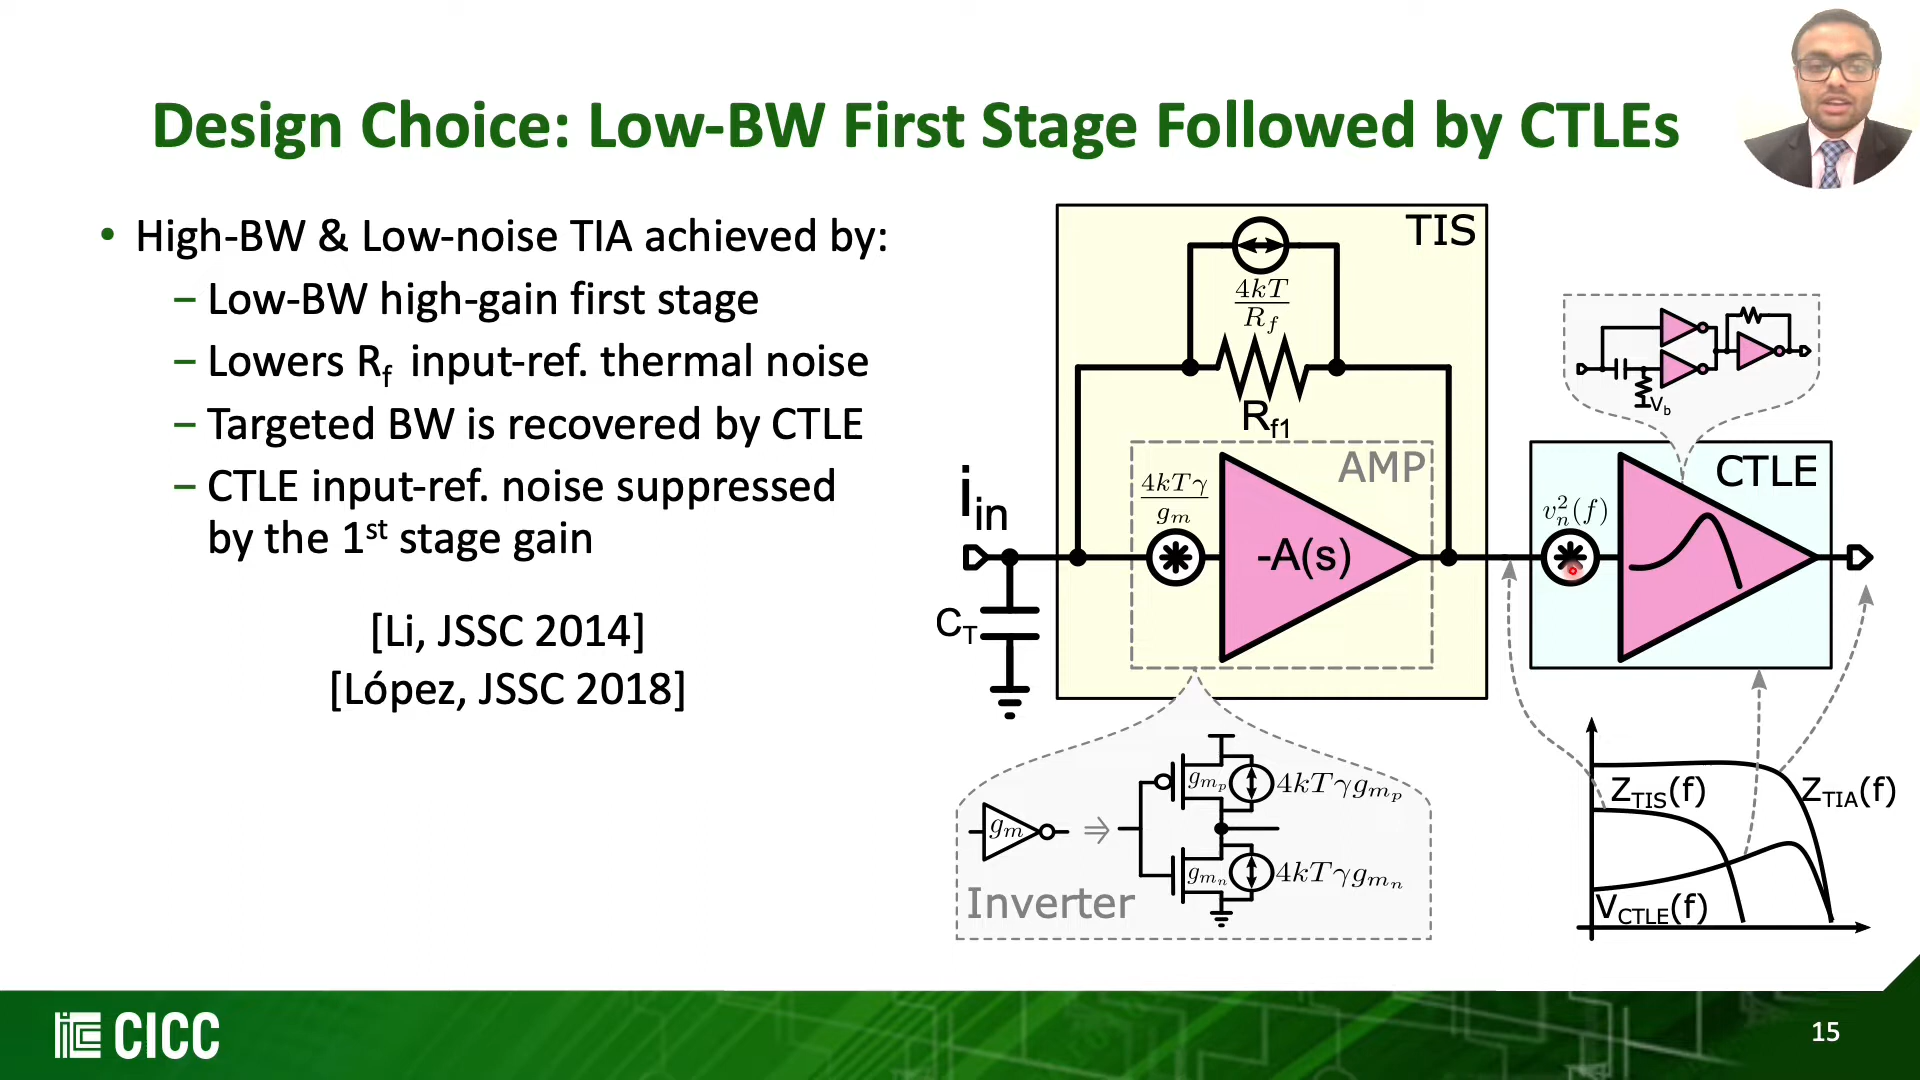 Design Choice: Low-BW First Stage Followed by CTLEs
• High-BW & Low-noise TIA achieved by:
– Low-BW high-gain first stage
– Lowers Rf input-ref. thermal noise
– Targeted BW is recovered by CTLE
– CTLE input-ref. noise suppressed
by the 1st stage gain
[Li, JSSC 2014]
[López, JSSC 2018]
TIS
4kT
Rf
Rf1
AMP
4kTγ
gm
-A(s)
iin
CT
CTLE
vn2(f)
Vb
gm
⇒
gmp
4kTγgmp
gmn
4kTγgmn
Inverter
ZTIS(f)
ZTIA(f)
VCTLE(f)
CICC
15